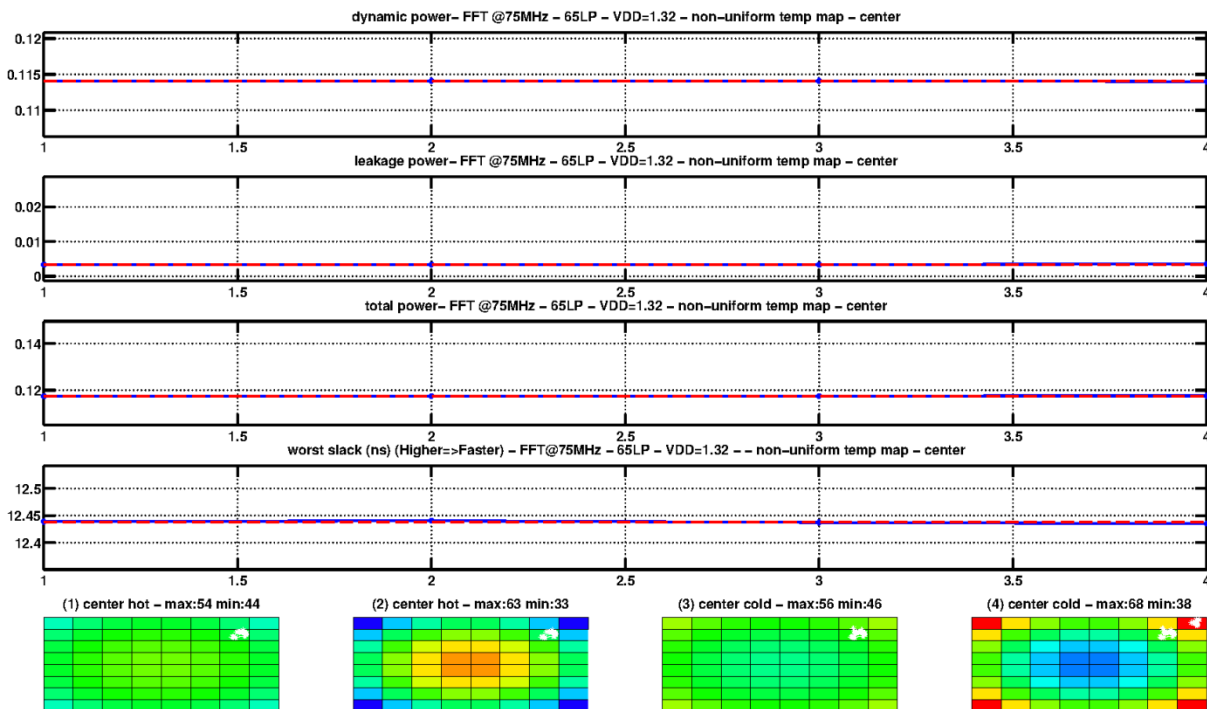 dynamic power– FFT @75MHz – 65LP – VDD=1.32 – non–uniform temp map – center
0.12
0.115
0.11
1 1.5 2 2.5 3 3.5 4
leakage power– FFT @75MHz – 65LP – VDD=1.32 – non–uniform temp map – center
0.02
0.01
0
1 1.5 2 2.5 3 3.5 4
total power– FFT @75MHz – 65LP – VDD=1.32 – non–uniform temp map – center
0.14
0.12
1 1.5 2 2.5 3 3.5 4
worst slack (ns) (Higher=>Faster) – FFT@75MHz – 65LP – VDD=1.32 – – non–uniform temp map – center
12.5
12.45
12.4
1 1.5 2 2.5 3 3.5 4
(1) center hot – max:54 min:44
(2) center hot – max:63 min:33
(3) center cold – max:56 min:46
(4) center cold – max:68 min:38